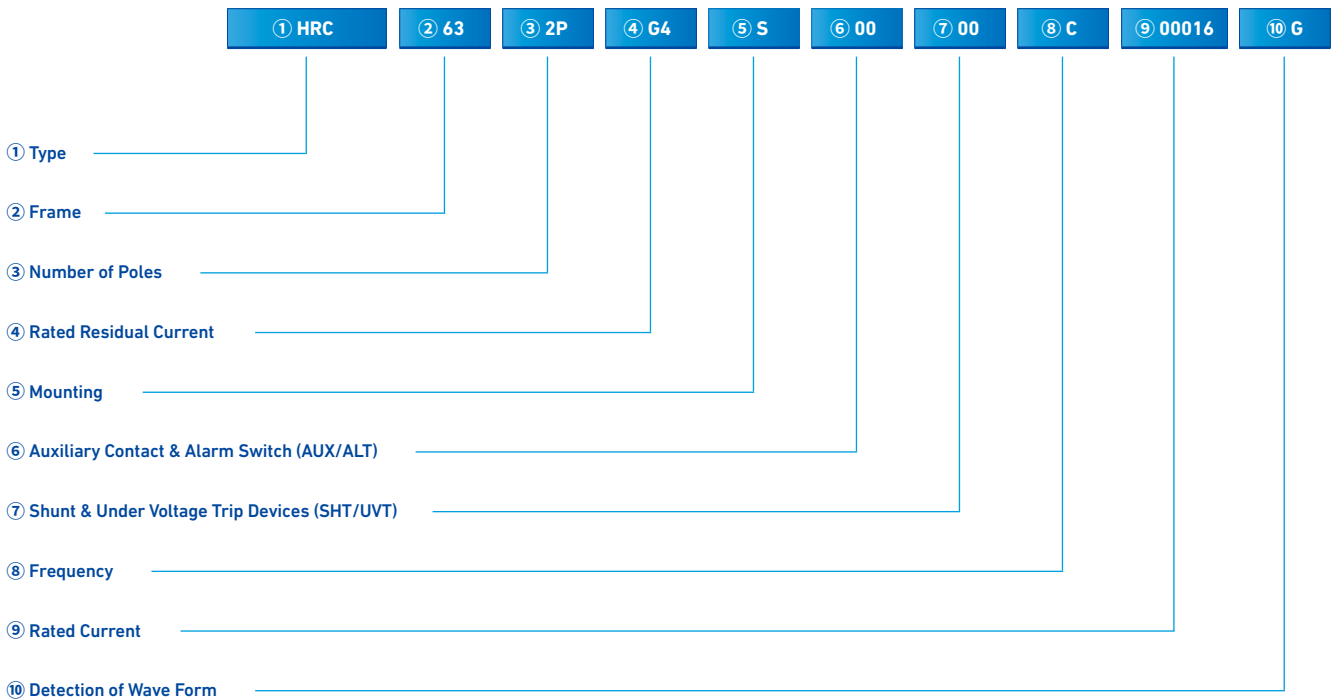 ① HRC ② 63 ③ 2P ④ G4 ⑤ S ⑥ 00 ⑦ 00 ⑧ C ⑨ 00016 ⑩ G
① Type
② Frame
③ Number of Poles
④ Rated Residual Current
⑤ Mounting
⑥ Auxiliary Contact & Alarm Switch (AUX/ALT)
⑦ Shunt & Under Voltage Trip Devices (SHT/UVT)
⑧ Frequency
⑨ Rated Current
⑩ Detection of Wave Form